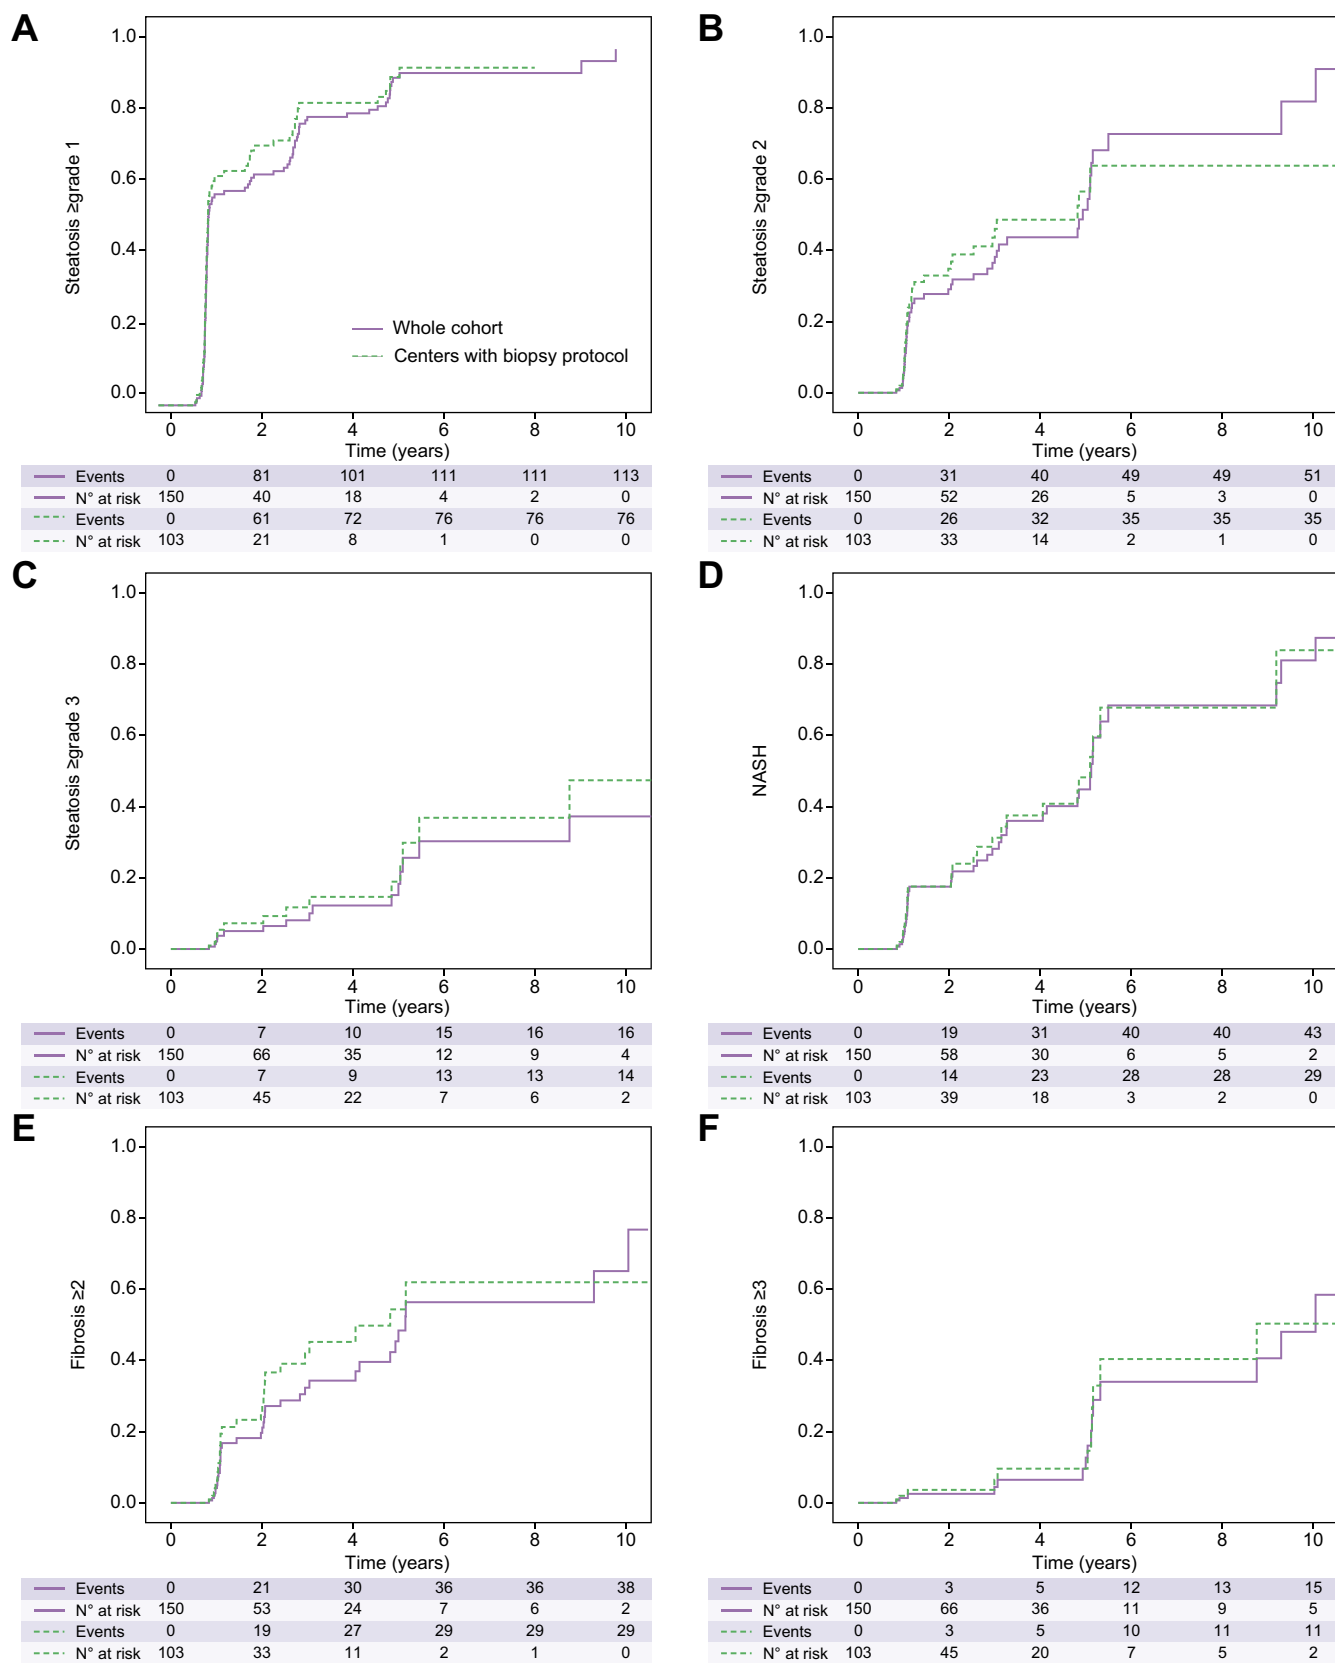 A
1.0
0.8
0.6
0.4
0.2
0.0
Steatosis ≥grade 1
Whole cohort
Centers with biopsy protocol
0 2 4 6 8 10
Time (years)
Events 0 81 101 111 111 113
N° at risk 150 40 18 4 2 0
Events 0 61 72 76 76 76
N° at risk 103 21 8 1 0 0
B
1.0
0.8
0.6
0.4
0.2
0.0
Steatosis ≥grade 2
0 2 4 6 8 10
Time (years)
Events 0 31 40 49 49 51
N° at risk 150 52 26 5 3 0
Events 0 26 32 35 35 35
N° at risk 103 33 14 2 1 0
C
1.0
0.8
0.6
0.4
0.2
0.0
Steatosis ≥grade 3
0 2 4 6 8 10
Time (years)
Events 0 7 10 15 16 16
N° at risk 150 66 35 12 9 4
Events 0 7 9 13 13 14
N° at risk 103 45 22 7 6 2
D
1.0
0.8
0.6
0.4
0.2
0.0
NASH
0 2 4 6 8 10
Time (years)
Events 0 19 31 40 40 43
N° at risk 150 58 30 6 5 2
Events 0 14 23 28 28 29
N° at risk 103 39 18 3 2 0
E
1.0
0.8
0.6
0.4
0.2
0.0
Fibrosis ≥2
0 2 4 6 8 10
Time (years)
Events 0 21 30 36 36 38
N° at risk 150 53 24 7 6 2
Events 0 19 27 29 29 29
N° at risk 103 33 11 2 1 0
F
1.0
0.8
0.6
0.4
0.2
0.0
Fibrosis ≥3
0 2 4 6 8 10
Time (years)
Events 0 3 5 12 13 15
N° at risk 150 66 36 11 9 5
Events 0 3 5 10 11 11
N° at risk 103 45 20 7 5 2